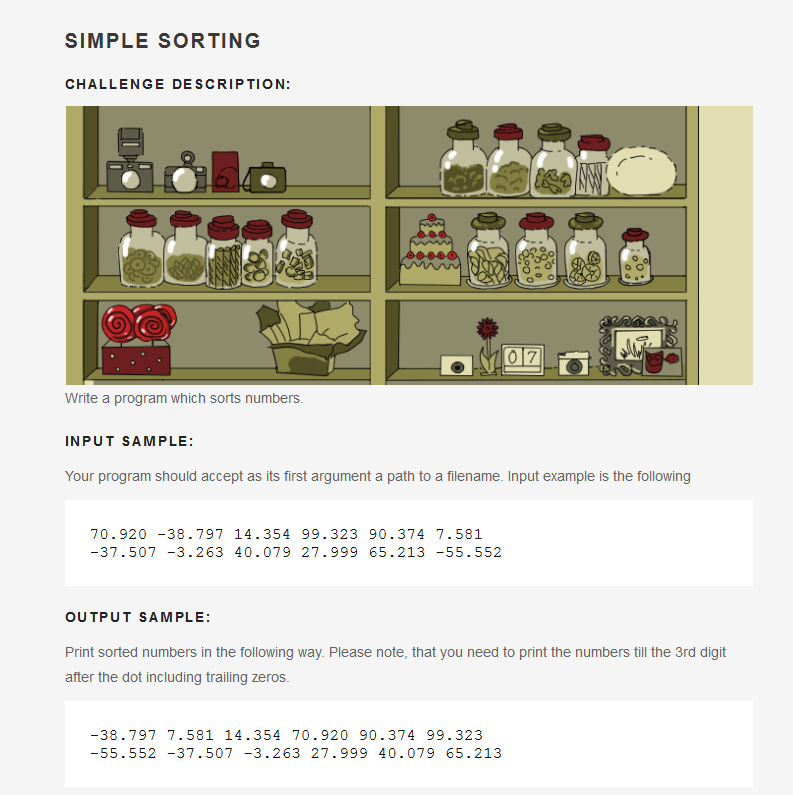 SIMPLE SORTING
CHALLENGE DESCRIPTION:
07
Write a program which sorts numbers.
INPUT SAMPLE:
Your program should accept as its first argument a path to a filename. Input example is the following
70.920 -38.797 14.354 99.323 90.374 7.581
-37.507 -3.263 40.079 27.999 65.213 -55.552
OUTPUT SAMPLE:
Print sorted numbers in the following way. Please note, that you need to print the numbers till the 3rd digit
after the dot including trailing zeros.
-38.797 7.581 14.354 70.920 90.374 99.323
-55.552 -37.507 -3.263 27.999 40.079 65.213